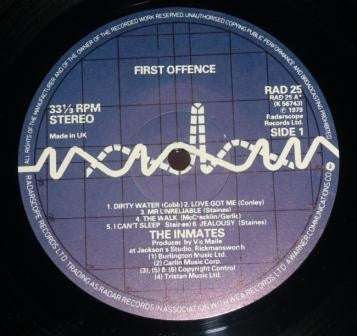 ALL RIGHTS OF THE MANUFACTURER AND OF THE OWNER OF THE RECORDED WORK RESERVED. UNAUTHORISED COPYING PUBLIC PERFORMANCE AND BROADCASTING PROHIBITED.
FIRST OFFENCE
33⅓ RPM
STEREO
Made in UK
RAD 25
RAD 25 A
(K 56743)
℗ 1979
Radarscope
Records Ltd.
SIDE 1
1. DIRTY WATER (Cobb) 2. LOVE GOT ME (Conley)
3. MR UNRELIABLE (Staines)
4. THE WALK (McCracklin/Garlic)
5. I CAN'T SLEEP (Staines) 6. JEALOUSY (Staines)
THE INMATES
Produced by Vic Maile
at Jackson's Studio, Rickmansworth
(1) Burlington Music Ltd.
(2) Carlin Music Corp.
(3), (5) & (6) Copyright Control
(4) Tristan Music Ltd.
RADARSCOPE RECORDS LTD. TRADING AS RADAR RECORDS IN ASSOCIATION WITH WEA RECORDS LTD. A WARNER COMMUNICATIONS CO.